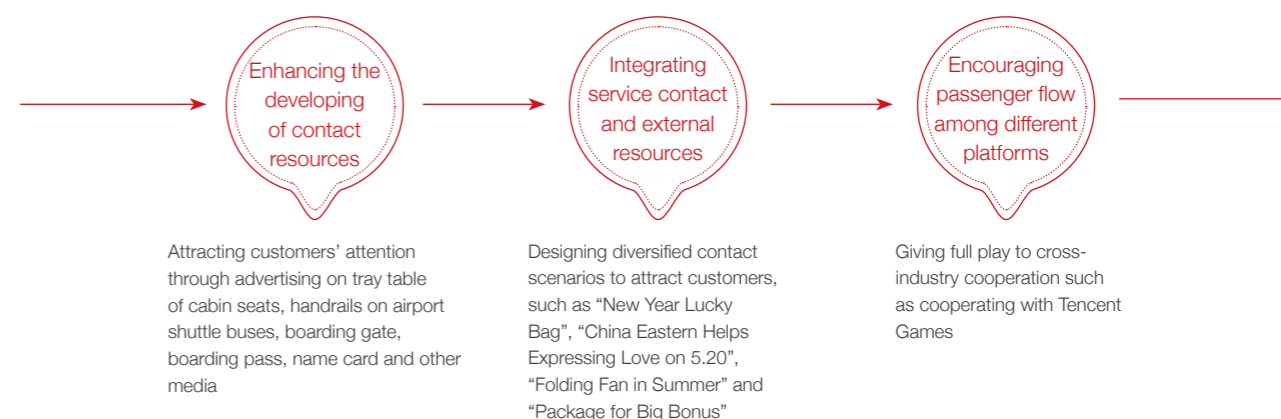 Enhancing the
developing
of contact
resources
Attracting customers’ attention
through advertising on tray table
of cabin seats, handrails on airport
shuttle buses, boarding gate,
boarding pass, name card and other
media
Integrating
service contact
and external
resources
Designing diversified contact
scenarios to attract customers,
such as “New Year Lucky
Bag”, “China Eastern Helps
Expressing Love on 5.20”,
“Folding Fan in Summer” and
“Package for Big Bonus”
Encouraging
passenger flow
among different
platforms
Giving full play to cross-
industry cooperation such
as cooperating with Tencent
Games